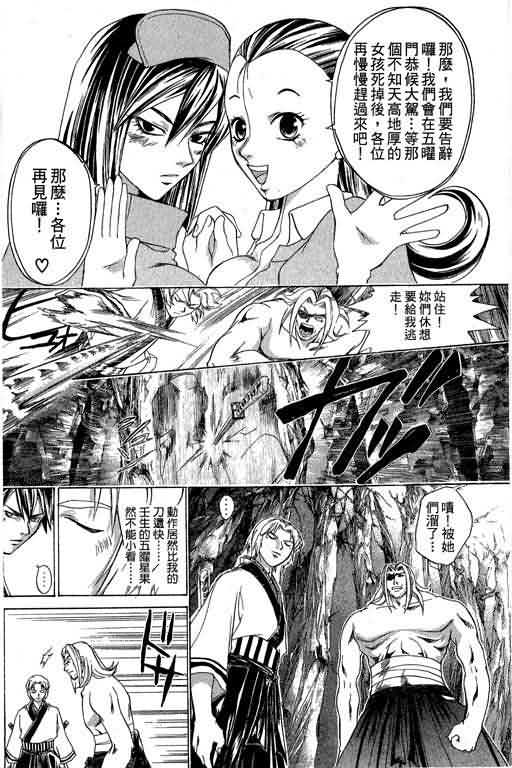 那麼，我們要告辭
囉！我們會在五曜
門恭候大駕…等那
個不知天高地厚的
女孩死掉後，各位
再慢慢趕過來吧！
那麼…各位
再見囉！
♡
站住！
妳們休想
要給我逃
走！
ガッ
嘖！被她
們溜了…
……
動作居然比我的
刀還快……／
壬生的五曜星果
然不能小看……
……